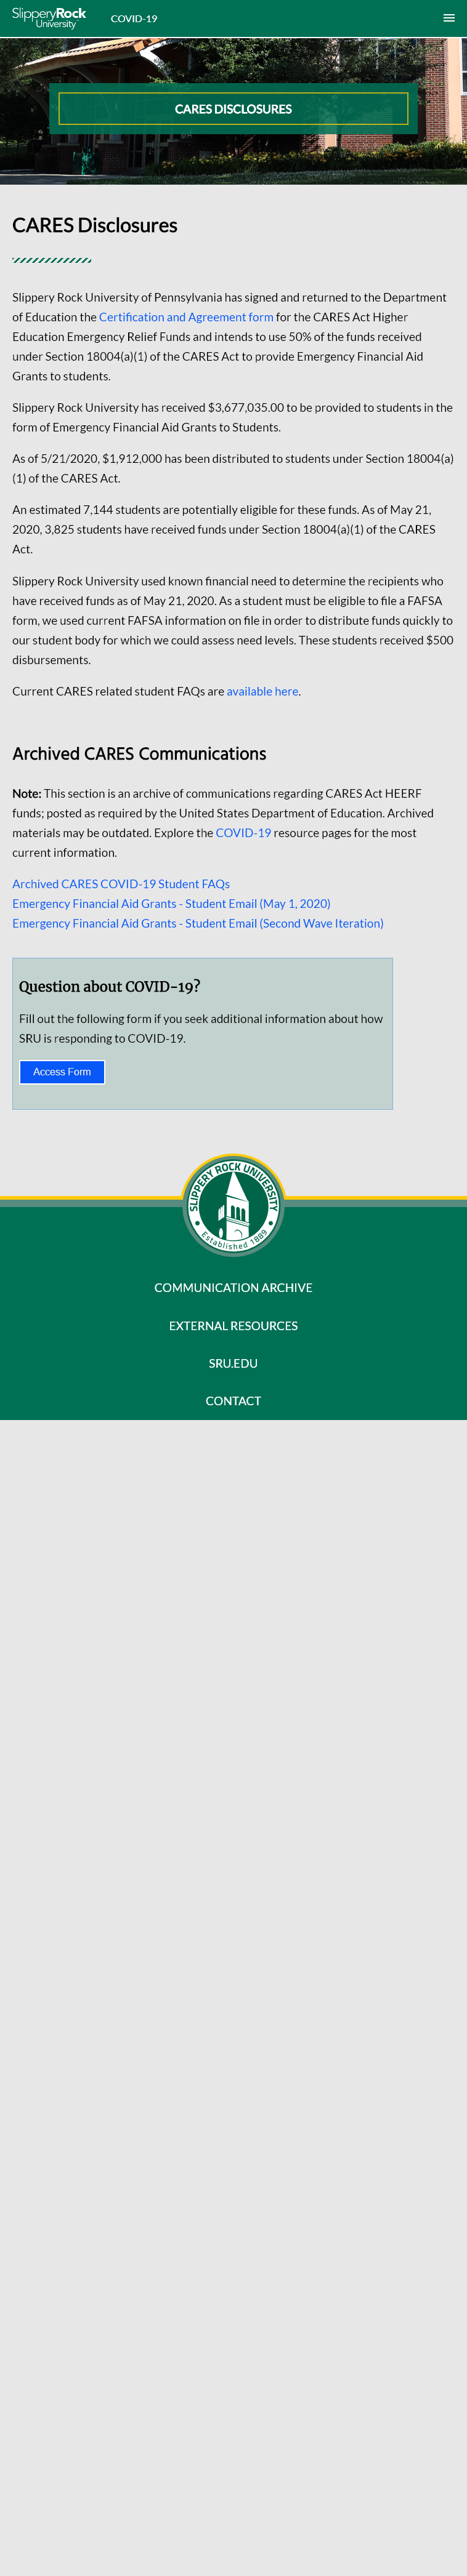 SlipperyRock
University
COVID-19
CARES DISCLOSURES
CARES Disclosures
Slippery Rock University of Pennsylvania has signed and returned to the Department
of Education the Certification and Agreement form for the CARES Act Higher
Education Emergency Relief Funds and intends to use 50% of the funds received
under Section 18004(a)(1) of the CARES Act to provide Emergency Financial Aid
Grants to students.
Slippery Rock University has received $3,677,035.00 to be provided to students in the
form of Emergency Financial Aid Grants to Students.
As of 5/21/2020, $1,912,000 has been distributed to students under Section 18004(a)
(1) of the CARES Act.
An estimated 7,144 students are potentially eligible for these funds. As of May 21,
2020, 3,825 students have received funds under Section 18004(a)(1) of the CARES
Act.
Slippery Rock University used known financial need to determine the recipients who
have received funds as of May 21, 2020. As a student must be eligible to file a FAFSA
form, we used current FAFSA information on file in order to distribute funds quickly to
our student body for which we could assess need levels. These students received $500
disbursements.
Current CARES related student FAQs are available here.
Archived CARES Communications
Note: This section is an archive of communications regarding CARES Act HEERF
funds; posted as required by the United States Department of Education. Archived
materials may be outdated. Explore the COVID-19 resource pages for the most
current information.
Archived CARES COVID-19 Student FAQs
Emergency Financial Aid Grants - Student Email (May 1, 2020)
Emergency Financial Aid Grants - Student Email (Second Wave Iteration)
Question about COVID-19?
Fill out the following form if you seek additional information about how
SRU is responding to COVID-19.
Access Form
SLIPPERY ROCK UNIVERSITY
Established 1889
COMMUNICATION ARCHIVE
EXTERNAL RESOURCES
SRU.EDU
CONTACT